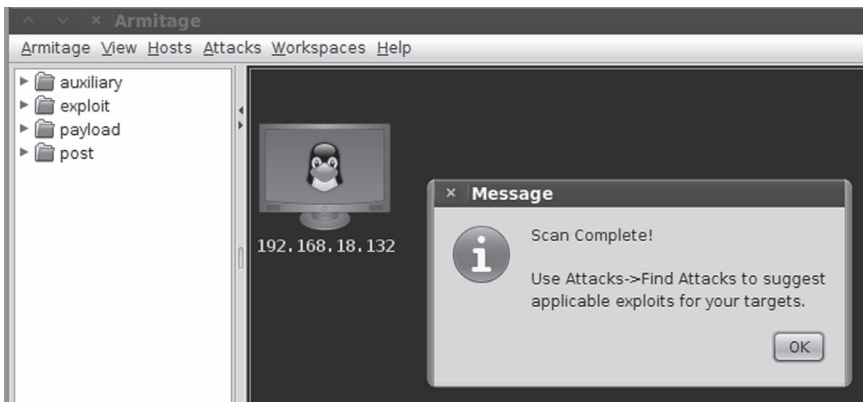 Armitage
Armitage View Hosts Attacks Workspaces Help
auxiliary
exploit
payload
post
192.168.18.132
Message
Scan Complete!
Use Attacks->Find Attacks to suggest
applicable exploits for your targets.
OK